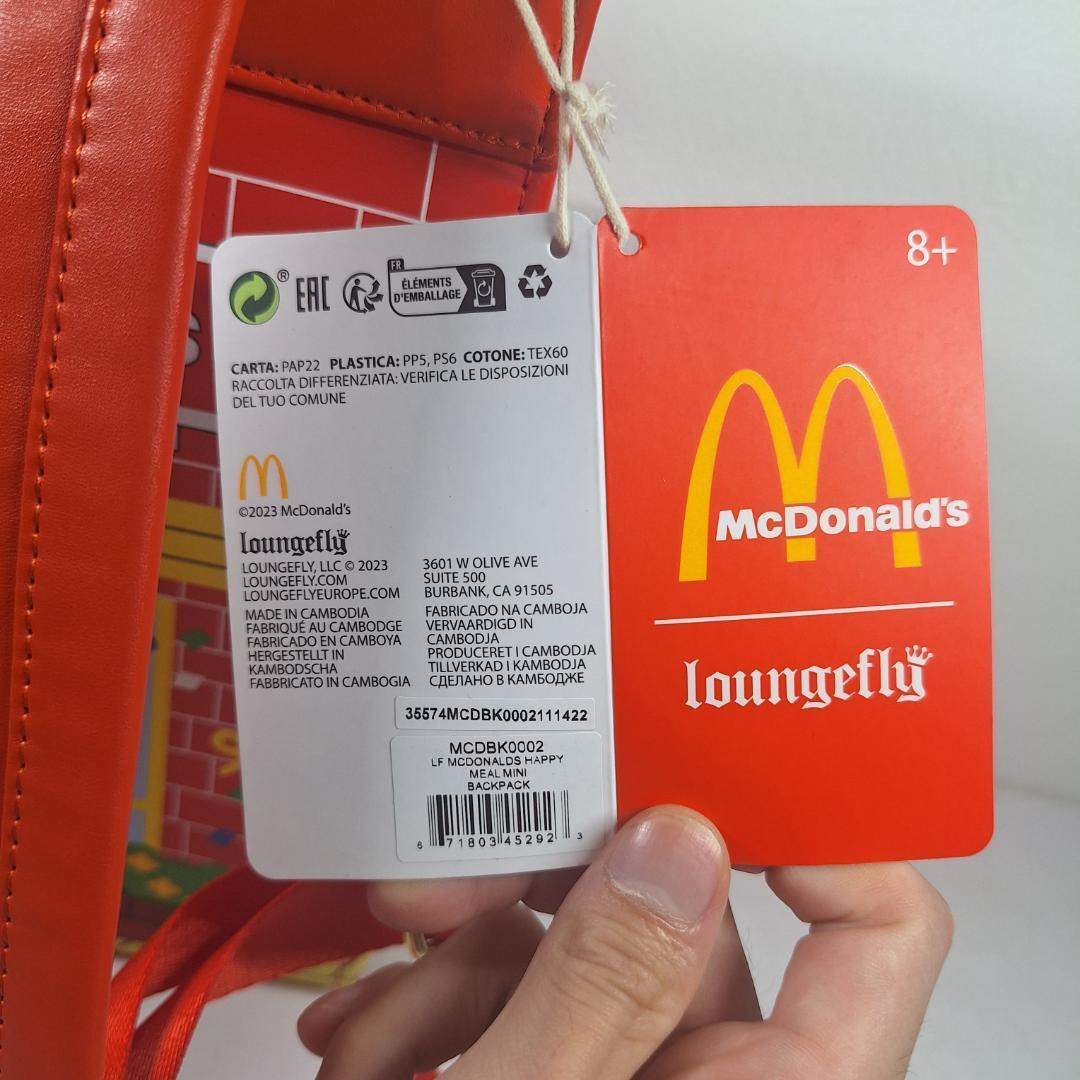 ® EAC FR ÉLÉMENTS
D'EMBALLAGE
CARTA: PAP22 PLASTICA: PP5, PS6 COTONE: TEX60
RACCOLTA DIFFERENZIATA: VERIFICA LE DISPOSIZIONI
DEL TUO COMUNE
©2023 McDonald's
loungefly
LOUNGEFLY, LLC © 2023
LOUNGEFLY.COM
LOUNGEFLYEUROPE.COM
3601 W OLIVE AVE
SUITE 500
BURBANK, CA 91505
MADE IN CAMBODIA
FABRIQUÉ AU CAMBODGE
FABRICADO EN CAMBOYA
HERGESTELLT IN
KAMBODSCHA
FABBRICATO IN CAMBOGIA
FABRICADO NA CAMBOJA
VERVAARDIGD IN
CAMBODJA
PRODUCERET I CAMBODJA
TILLVERKAD I KAMBODJA
СДЕЛАНО В КАМБОДЖЕ
35574MCDBK0002111422
MCDBK0002
LF MCDONALDS HAPPY
MEAL MINI
BACKPACK
6 71803 45292 3
8+
McDonald's
loungefly